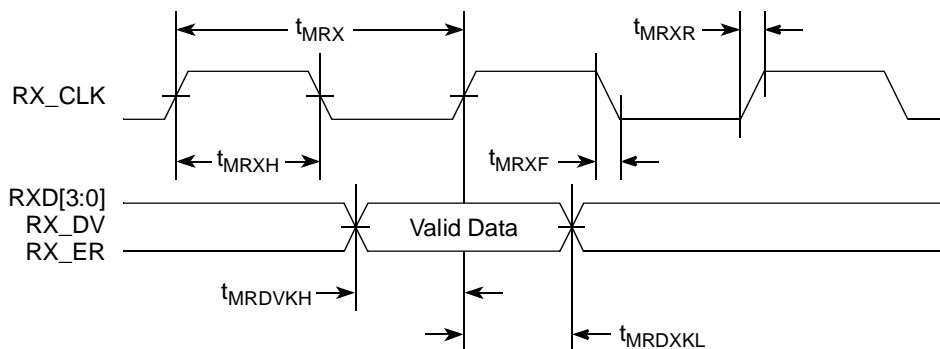 tMRX
tMRXR
RX_CLK
tMRXH
tMRXF
RXD[3:0]
RX_DV
Valid Data
RX_ER
tMRDVKH
tMRDXKL